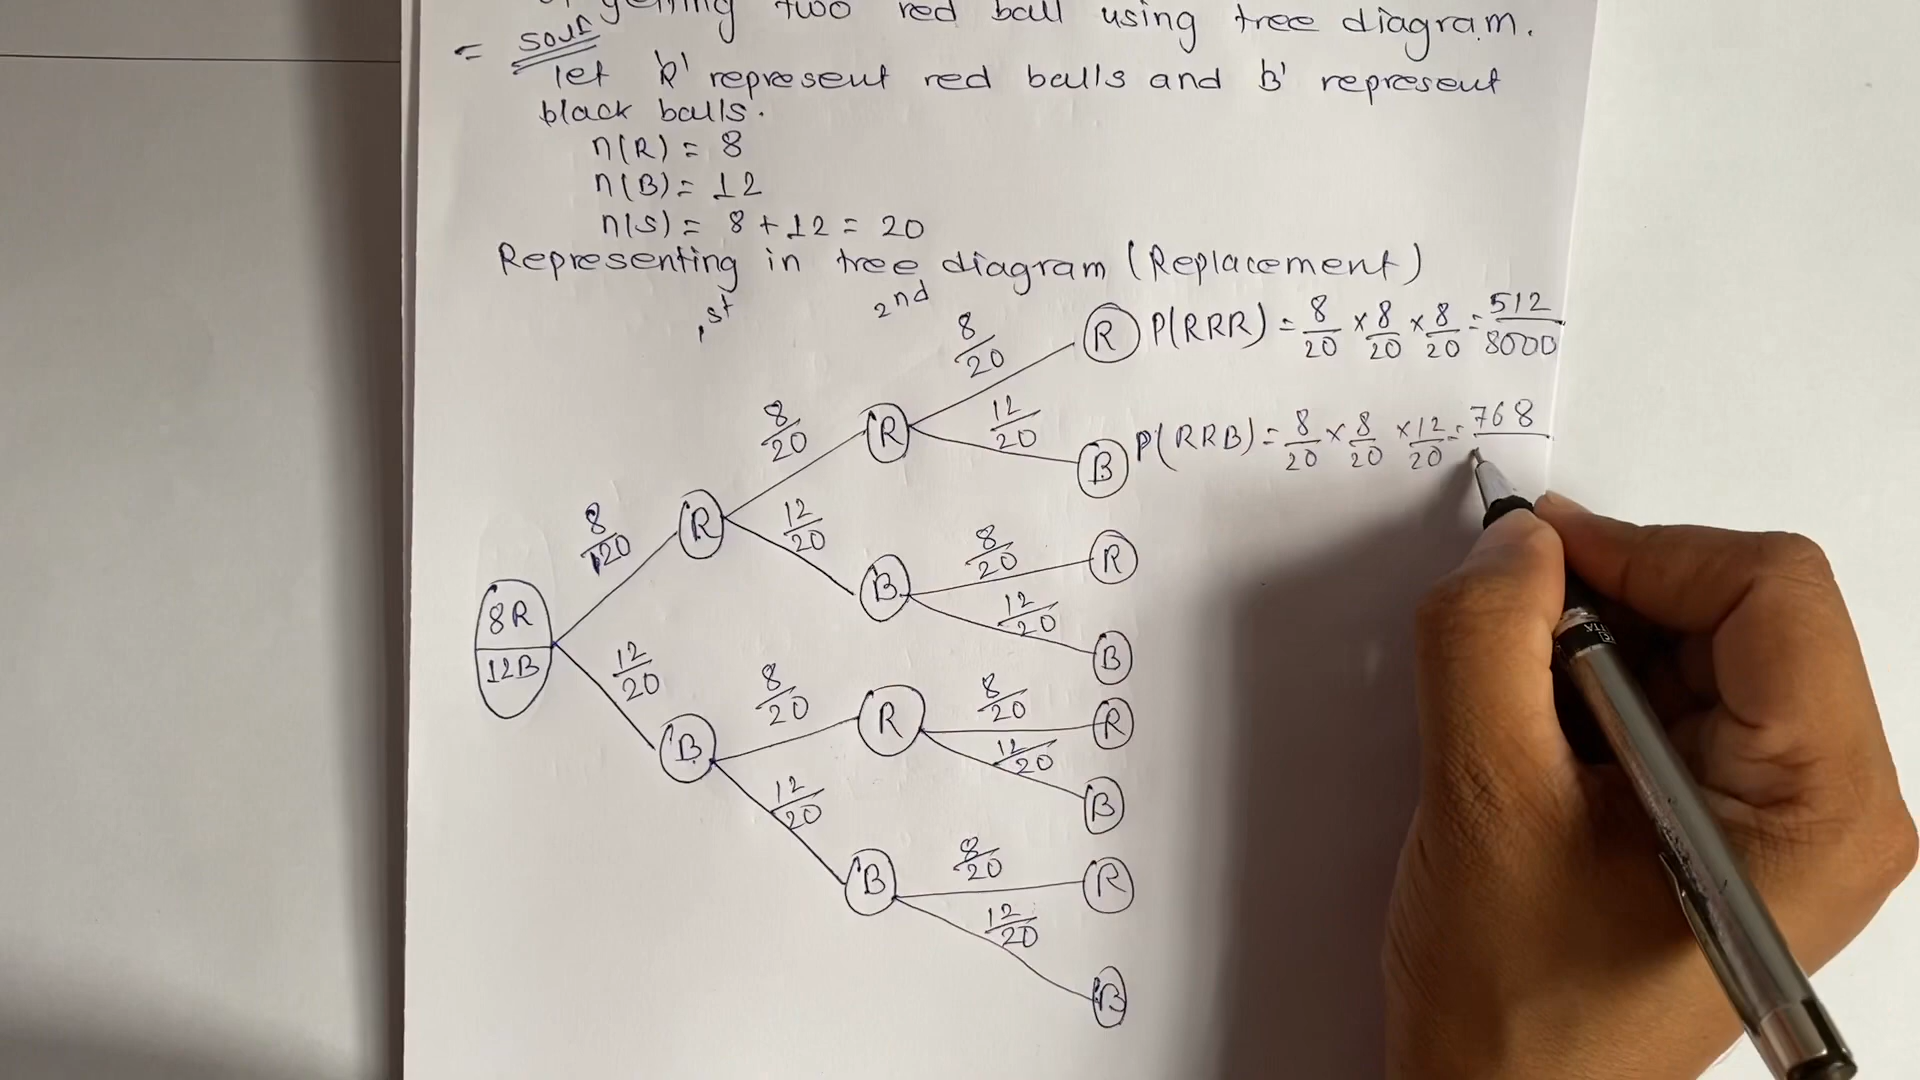 getting two red ball using tree diagram.
= Soln
let 'R' represent red balls and B' represent
black balls.
n(R) = 8
n(B) = 12
n(S) = 8 + 12 = 20
Representing in tree diagram (Replacement)
1st 2nd
8/20 R P(RRR) = 8/20 × 8/20 × 8/20 = 512/8000
8/20 R 12/20 B P(RRB) = 8/20 × 8/20 × 12/20 = 768
8/20 R 12/20 B 8/20 R
12/20 B
8R
12B
12/20 B 8/20 R 8/20 R
12/20 B
12/20 B 8/20 R
12/20 B